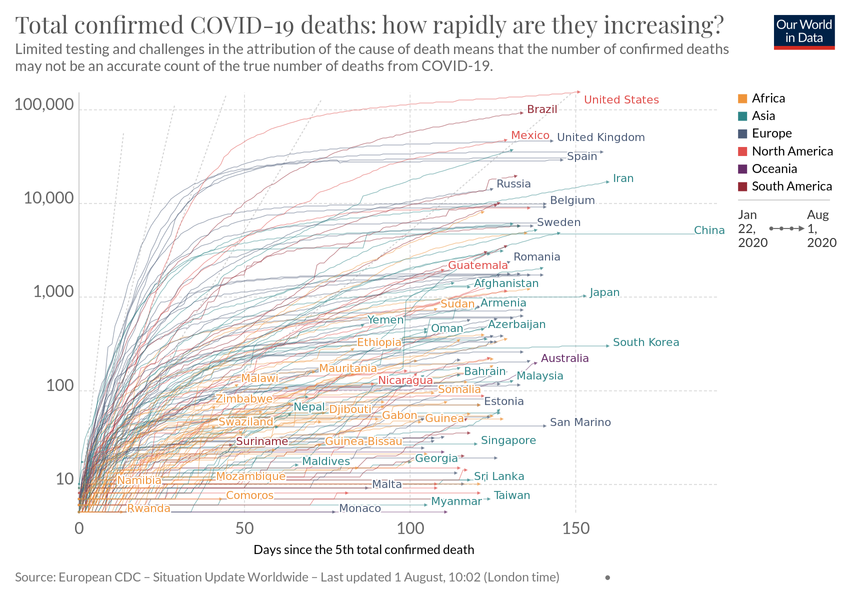 Total confirmed COVID-19 deaths: how rapidly are they increasing?
Limited testing and challenges in the attribution of the cause of death means that the number of confirmed deaths
may not be an accurate count of the true number of deaths from COVID-19.
Our World
in Data
100,000
10,000
1,000
100
10
0
50
100
150
Days since the 5th total confirmed death
United States
Brazil
Mexico
United Kingdom
Spain
Russia
Iran
Belgium
Sweden
China
Romania
Guatemala
Afghanistan
Japan
Sudan
Armenia
Yemen
Oman
Azerbaijan
Ethiopia
South Korea
Australia
Mauritania
Bahrain
Malawi
Nicaragua
Malaysia
Somalia
Zimbabwe
Estonia
Nepal
Djibouti
Gabon
Guinea
Swaziland
San Marino
Suriname
Guinea-Bissau
Singapore
Maldives
Georgia
Namibia
Mozambique
Malta
Sri Lanka
Comoros
Myanmar
Taiwan
Rwanda
Monaco
Africa
Asia
Europe
North America
Oceania
South America
Jan
22,
2020
Aug
1,
2020
Source: European CDC – Situation Update Worldwide – Last updated 1 August, 10:02 (London time)